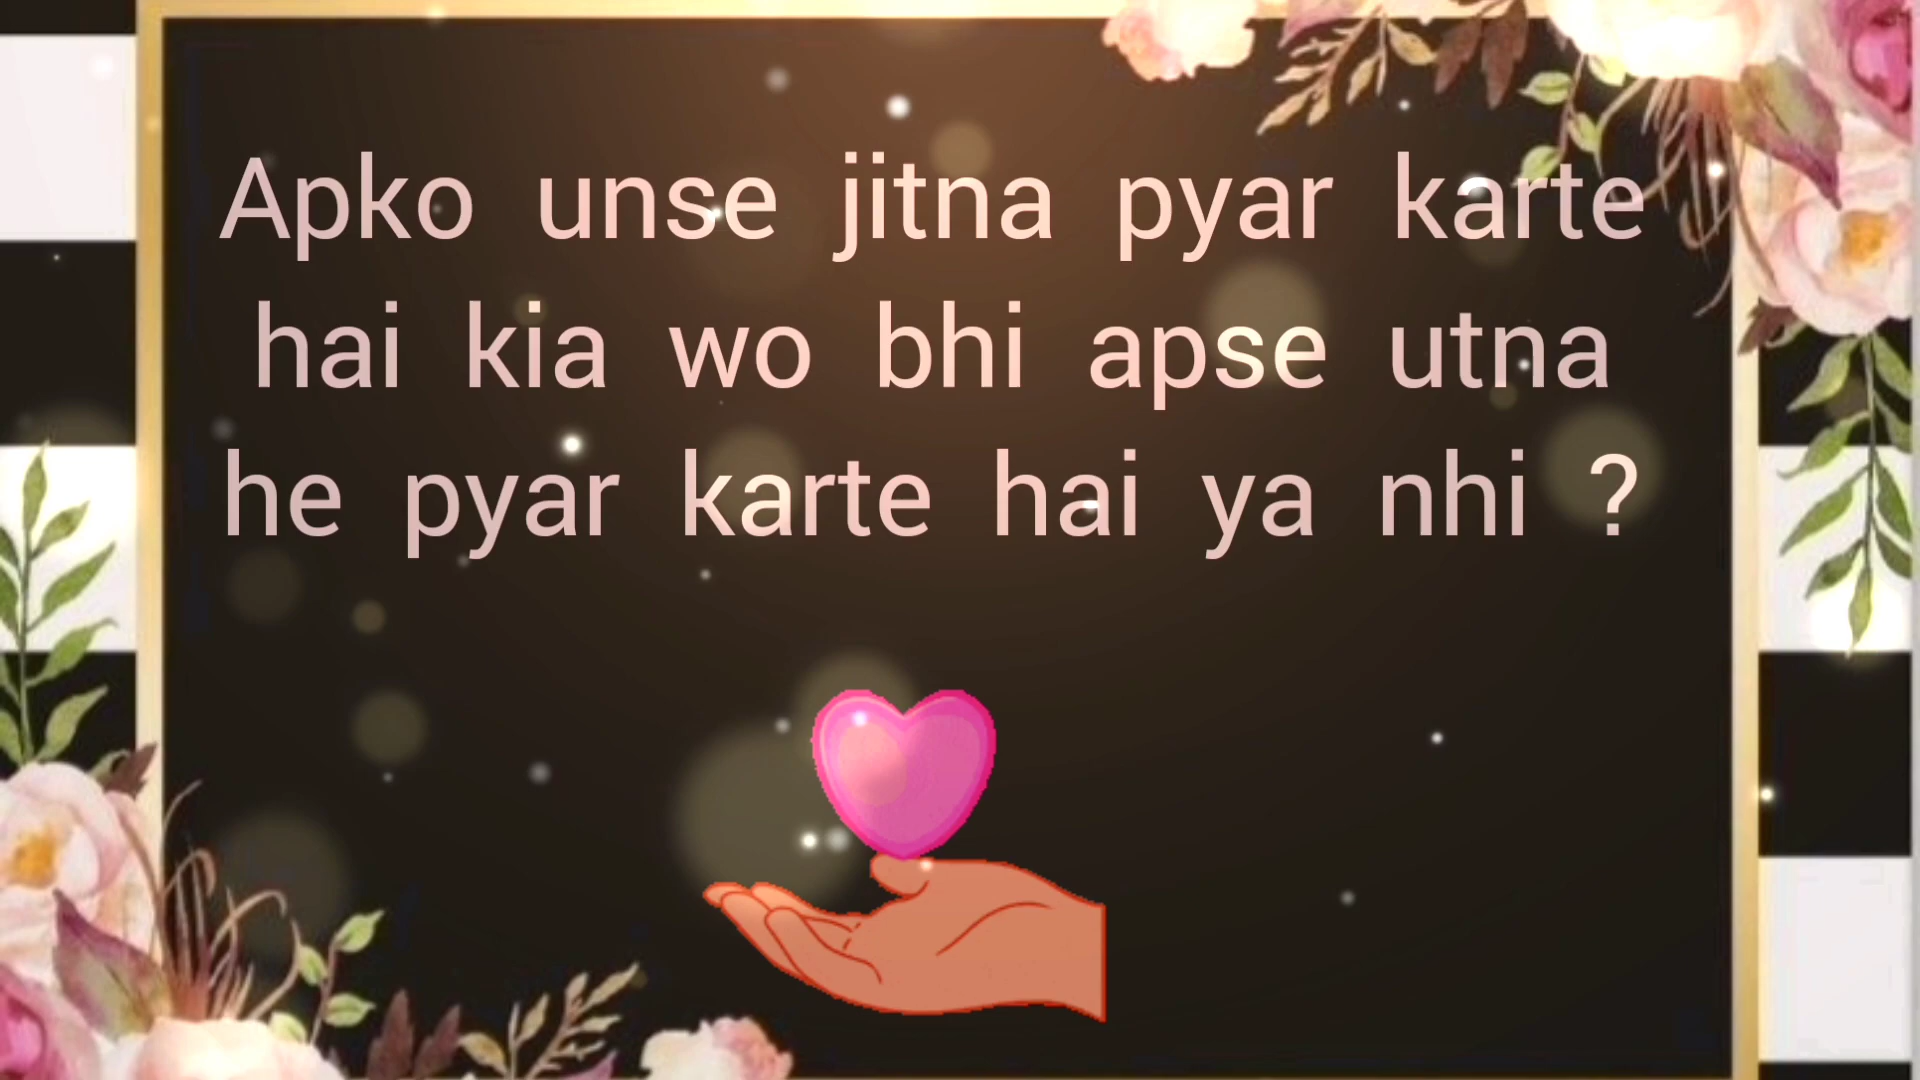 Apko unse jitna pyar karte
hai kia wo bhi apse utna
he pyar karte hai ya nhi ?